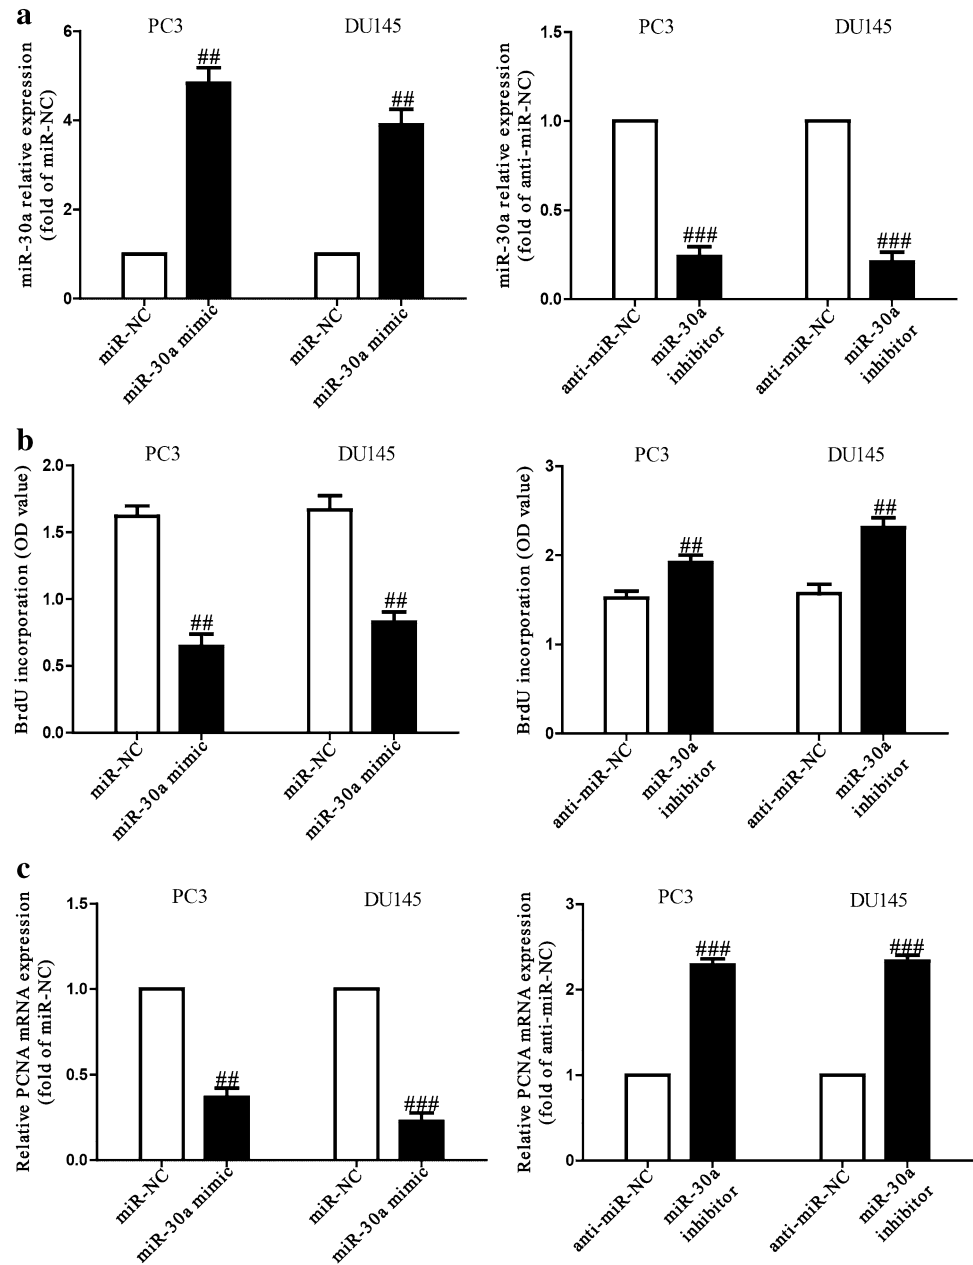 a
PC3
DU145
miR-30a relative expression
(fold of miR-NC)
6
4
2
0
##
##
miR-NC
miR-30a mimic
miR-NC
miR-30a mimic
PC3
DU145
miR-30a relative expression
(fold of anti-miR-NC)
1.5
1.0
0.5
0.0
###
###
anti-miR-NC
miR-30a
inhibitor
anti-miR-NC
miR-30a
inhibitor
b
PC3
DU145
BrdU incorporation (OD value)
2.0
1.5
1.0
0.5
0.0
##
##
miR-NC
miR-30a mimic
miR-NC
miR-30a mimic
PC3
DU145
BrdU incorporation (OD value)
3
2
1
0
##
##
anti-miR-NC
miR-30a
inhibitor
anti-miR-NC
miR-30a
inhibitor
c
PC3
DU145
Relative PCNA mRNA expression
(fold of miR-NC)
1.5
1.0
0.5
0.0
##
###
miR-NC
miR-30a mimic
miR-NC
miR-30a mimic
PC3
DU145
Relative PCNA mRNA expression
(fold of anti-miR-NC)
3
2
1
0
###
###
anti-miR-NC
miR-30a
inhibitor
anti-miR-NC
miR-30a
inhibitor